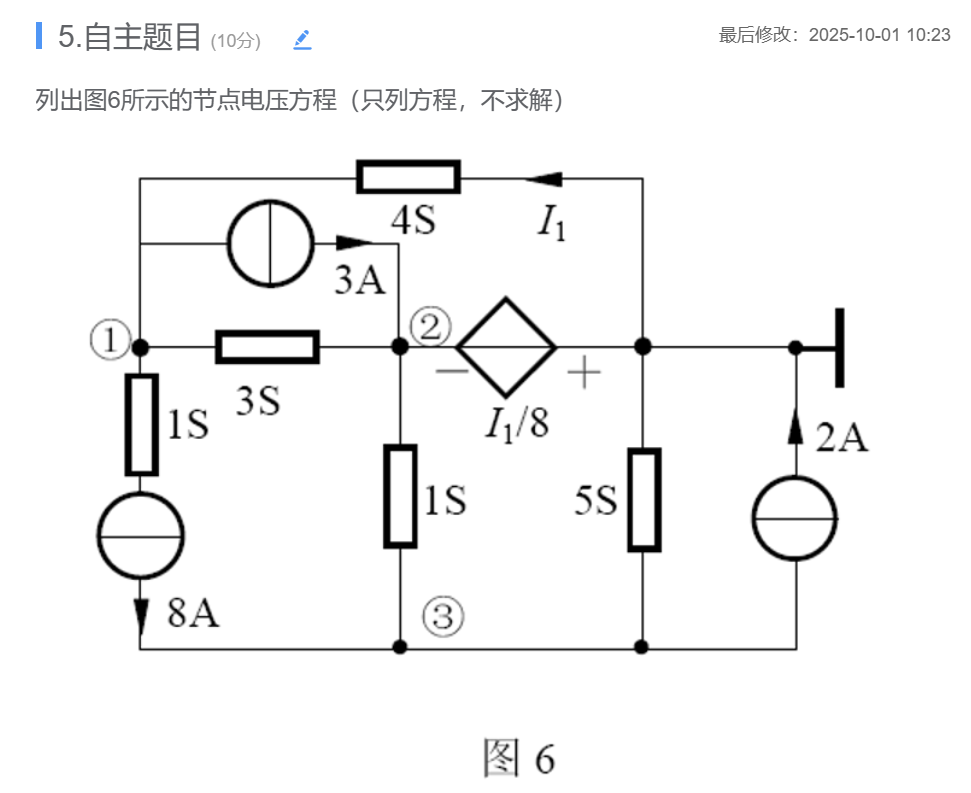 5.自主题目 (10分)
最后修改：2025-10-01 10:23
列出图6所示的节点电压方程（只列方程，不求解）
4S
I₁
3A
①
②
3S
− +
I₁/8
1S
1S
5S
2A
8A
③
图 6